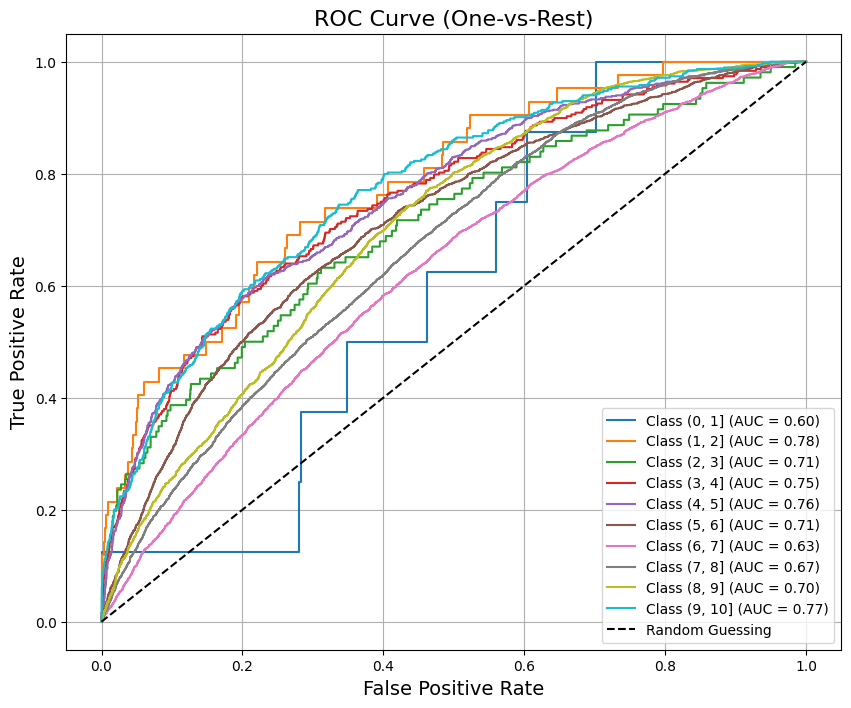 ROC Curve (One-vs-Rest)
True Positive Rate
1.0
0.8
0.6
0.4
0.2
0.0
0.0 0.2 0.4 0.6 0.8 1.0
False Positive Rate
Class (0, 1] (AUC = 0.60)
Class (1, 2] (AUC = 0.78)
Class (2, 3] (AUC = 0.71)
Class (3, 4] (AUC = 0.75)
Class (4, 5] (AUC = 0.76)
Class (5, 6] (AUC = 0.71)
Class (6, 7] (AUC = 0.63)
Class (7, 8] (AUC = 0.67)
Class (8, 9] (AUC = 0.70)
Class (9, 10] (AUC = 0.77)
Random Guessing